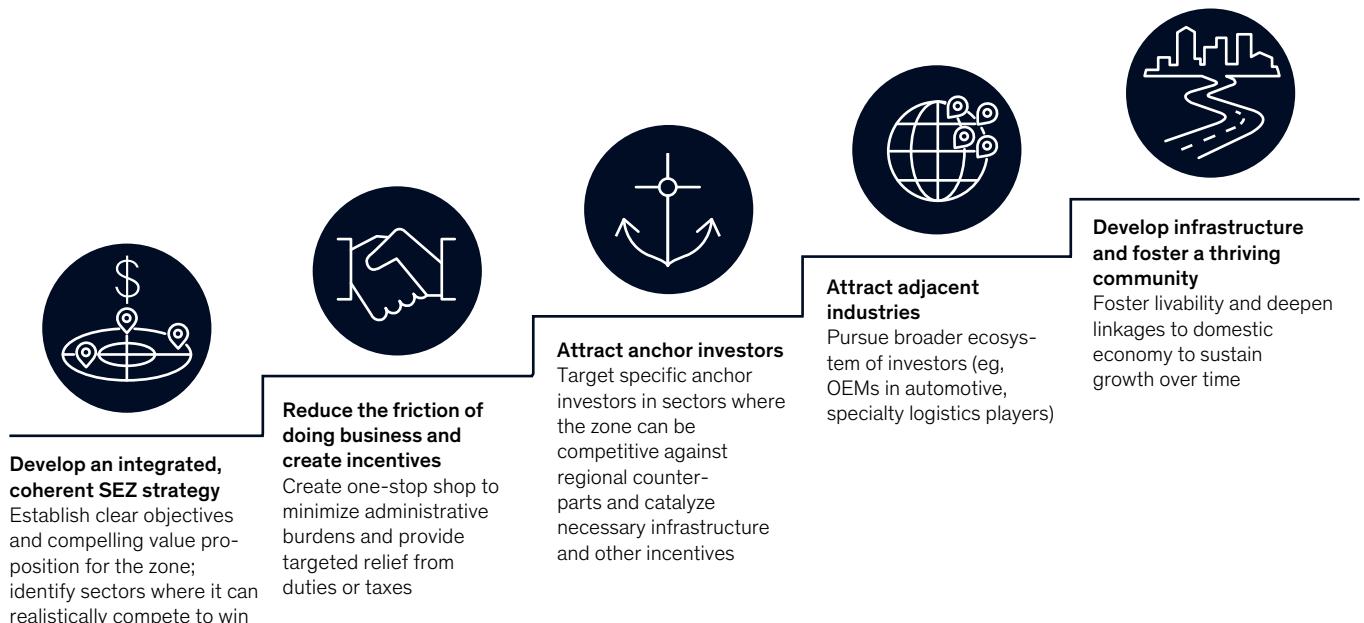 Develop an integrated,
coherent SEZ strategy
Establish clear objectives
and compelling value pro-
position for the zone;
identify sectors where it can
realistically compete to win
Reduce the friction of
doing business and
create incentives
Create one-stop shop to
minimize administrative
burdens and provide
targeted relief from
duties or taxes
Attract anchor investors
Target specific anchor
investors in sectors where
the zone can be
competitive against
regional counter-
parts and catalyze
necessary infrastructure
and other incentives
Attract adjacent
industries
Pursue broader ecosys-
tem of investors (eg,
OEMs in automotive,
specialty logistics players)
Develop infrastructure
and foster a thriving
community
Foster livability and deepen
linkages to domestic
economy to sustain
growth over time